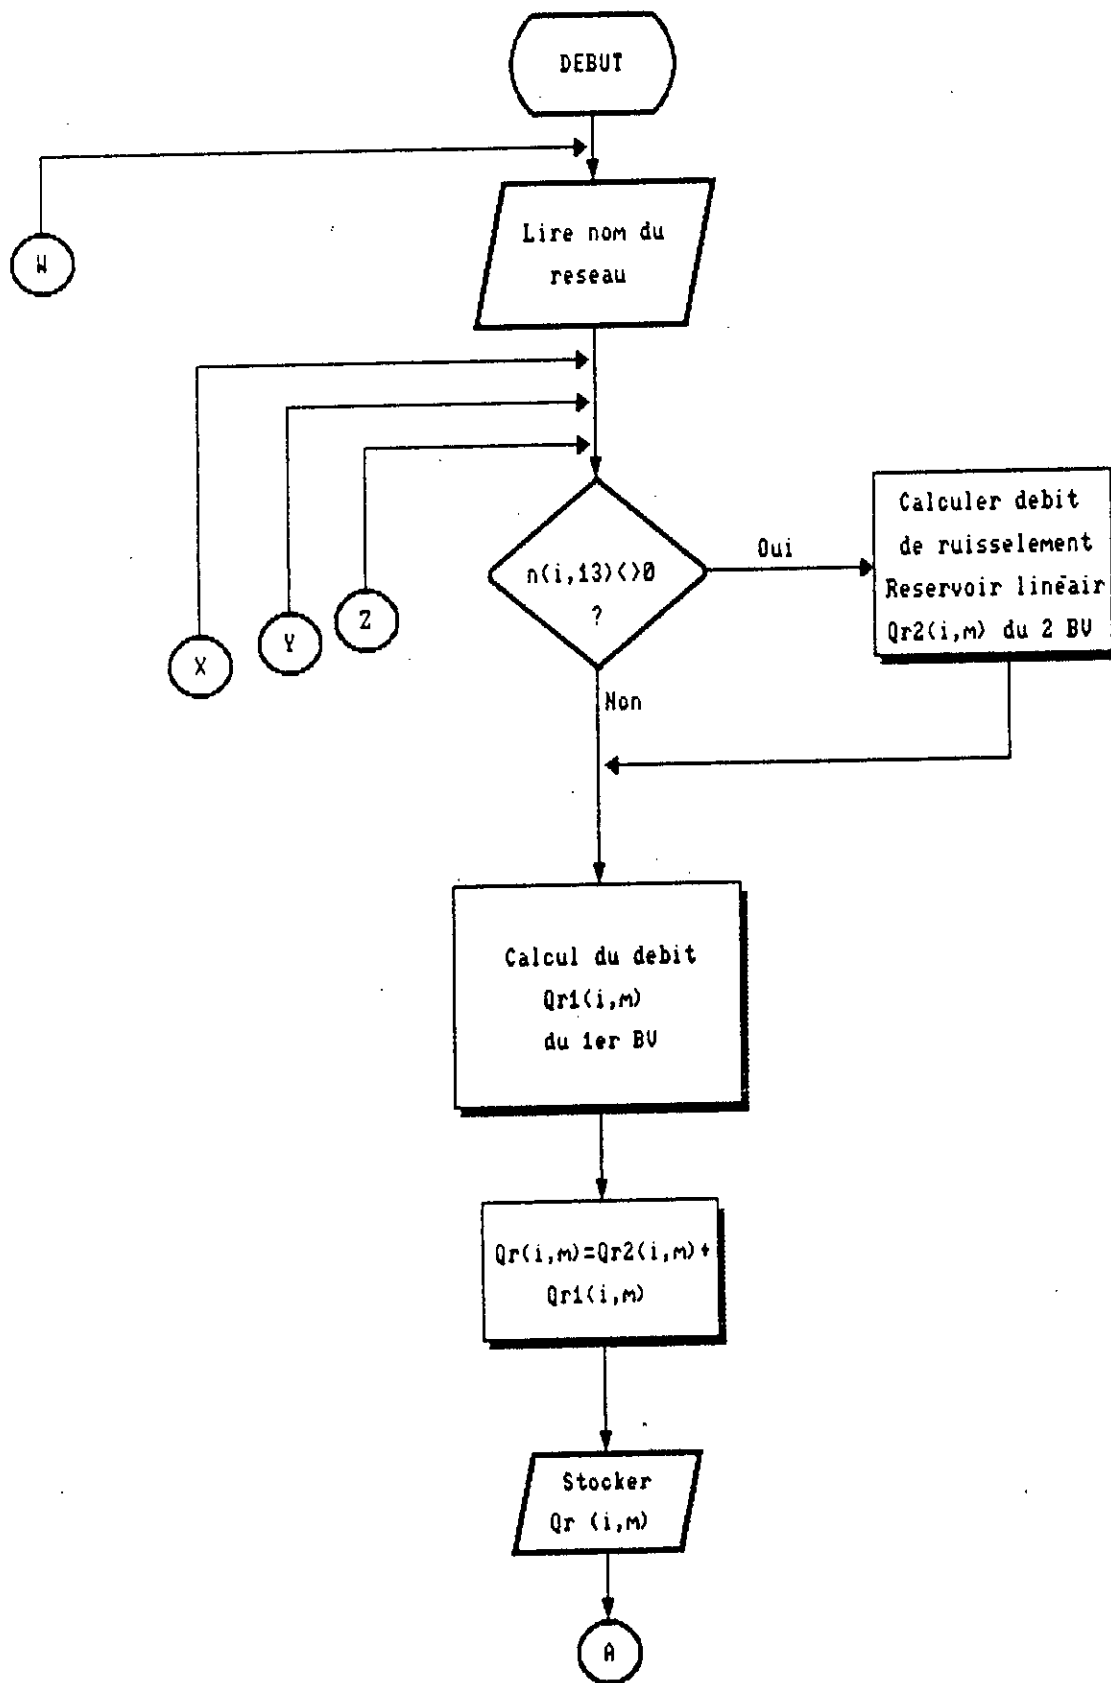 DEBUT
Lire nom du
reseau
W
X
Y
Z
n(i,13)<>0
?
Oui
Calculer debit
de ruisselement
Reservoir linéair
Qr2(i,m) du 2 BV
Non
Calcul du debit
Qr1(i,m)
du 1er BV
Qr(i,m)=Qr2(i,m)+
Qr1(i,m)
Stocker
Qr (i,m)
A